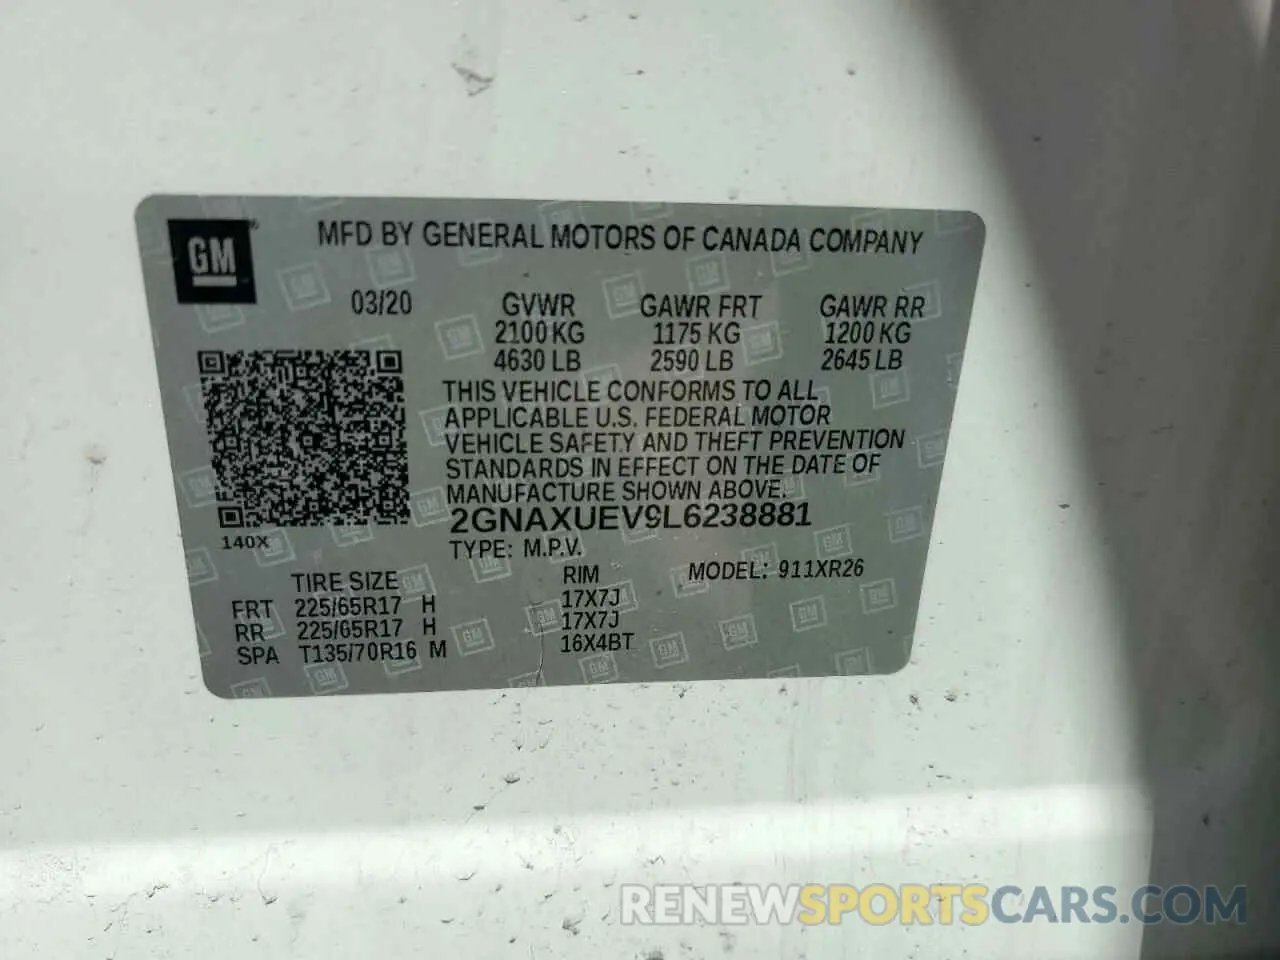 GM ® MFD BY GENERAL MOTORS OF CANADA COMPANY
03/20 GVWR GAWR FRT GAWR RR
2100 KG 1175 KG 1200 KG
4630 LB 2590 LB 2645 LB
THIS VEHICLE CONFORMS TO ALL
APPLICABLE U.S. FEDERAL MOTOR
VEHICLE SAFETY AND THEFT PREVENTION
STANDARDS IN EFFECT ON THE DATE OF
MANUFACTURE SHOWN ABOVE.
2GNAXUEV9L6238881
140X
TYPE: M.P.V.
TIRE SIZE RIM MODEL: 911XR26
FRT 225/65R17 H 17X7J
RR 225/65R17 H 17X7J
SPA T135/70R16 M 16X4BT
RENEWSPORTSCARS.COM